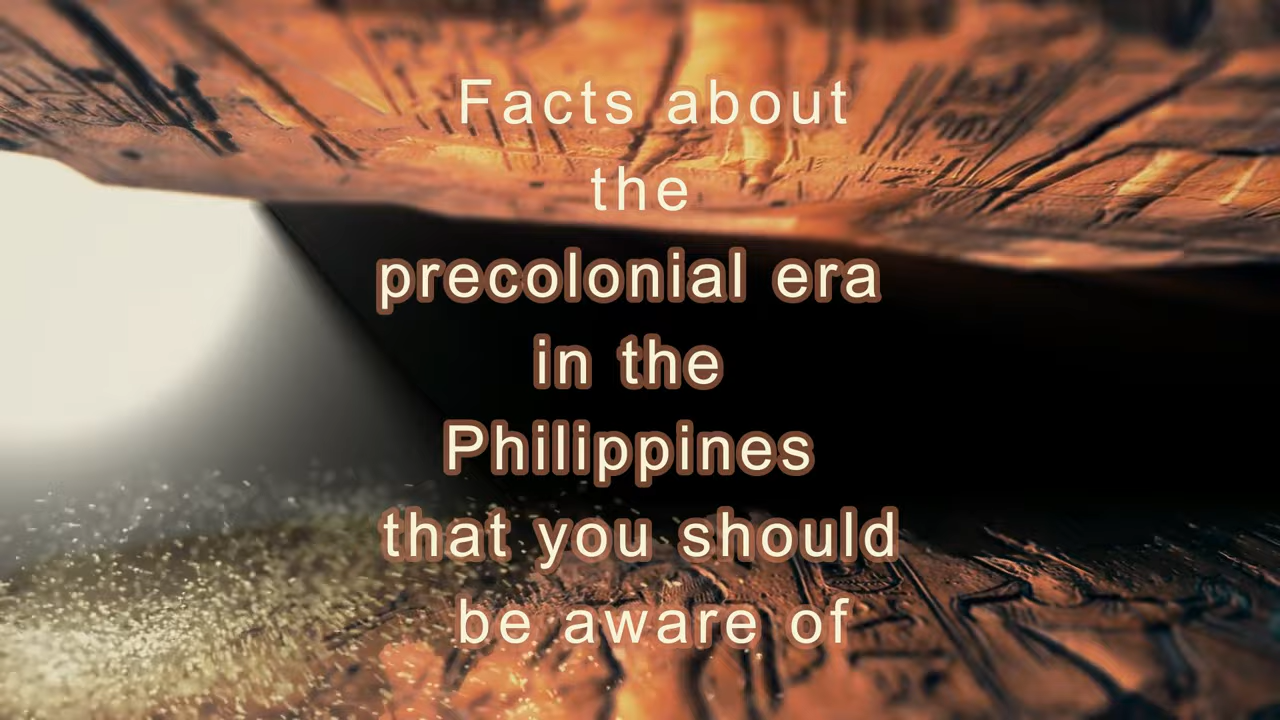 Facts about
the
precolonial era
in the
Philippines
that you should
be aware of